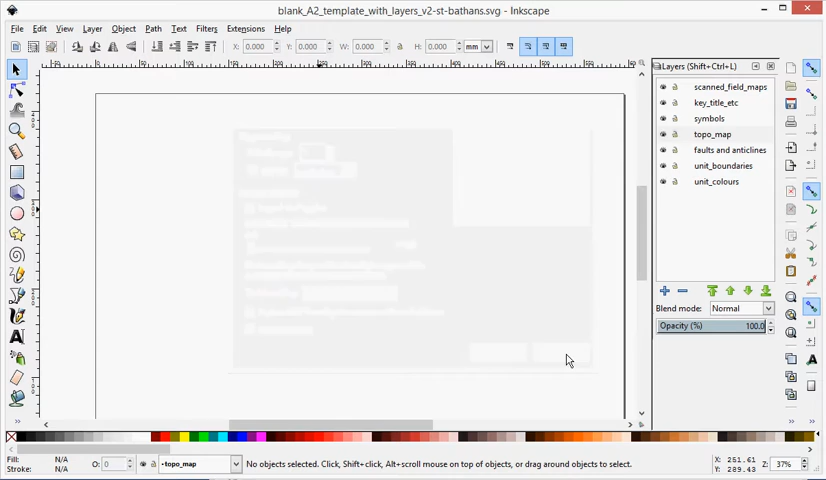 blank_A2_template_with_layers_v2-st-bathans.svg - Inkscape
File Edit View Layer Object Path Text Filters Extensions Help
X: 0.000 Y: 0.000 W: 0.000 H: 0.000 mm
Layers (Shift+Ctrl+L)
scanned_field_maps
key_title_etc
symbols
topo_map
faults and anticlines
unit_boundaries
unit_colours
Blend mode: Normal
Opacity (%) 100.0
Fill: N/A
Stroke: N/A
O: 0
•topo_map
No objects selected. Click, Shift+click, Alt+scroll mouse on top of objects, or drag around objects to select.
X: 251.61
Y: 289.43
Z: 37%